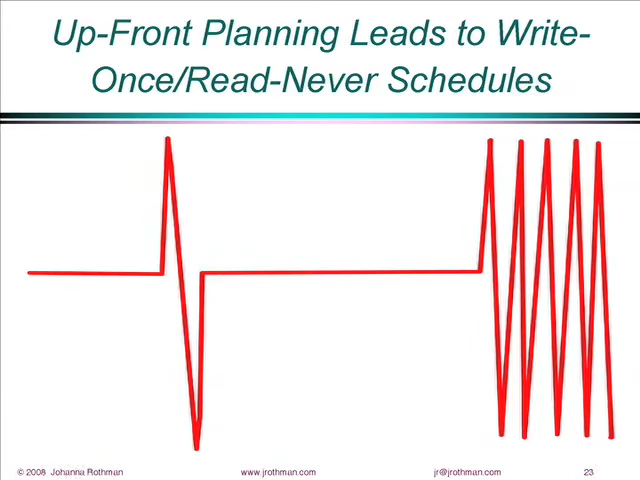 Up-Front Planning Leads to Write-
Once/Read-Never Schedules
© 2008 Johanna Rothman www.jrothman.com jr@jrothman.com 23